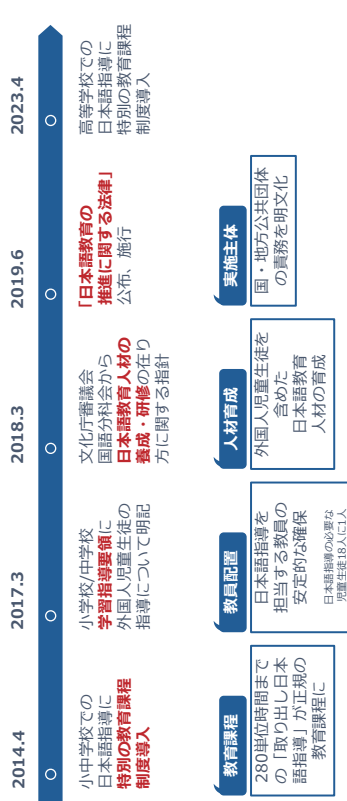 2014.4
小中学校での
日本語指導に
特別の教育課程
制度導入
教育課程
280単位時間まで
の「取り出し日本
語指導」が正規の
教育課程に
2017.3
小学校/中学校
学習指導要領に
外国人児童生徒の
指導について明記
教員配置
日本語指導を
担当する教員の
安定的な確保
日本語指導の必要な
児童生徒18人に1人
2018.3
文化庁審議会
国語分科会から
日本語教育人材の
養成・研修の在り
方に関する指針
人材育成
外国人児童生徒を
含めた
日本語教育
人材の育成
2019.6
「日本語教育の
推進に関する法律」
公布、施行
実施主体
国・地方公共団体
の責務を明文化
2023.4
高等学校での
日本語指導に
特別の教育課程
制度導入